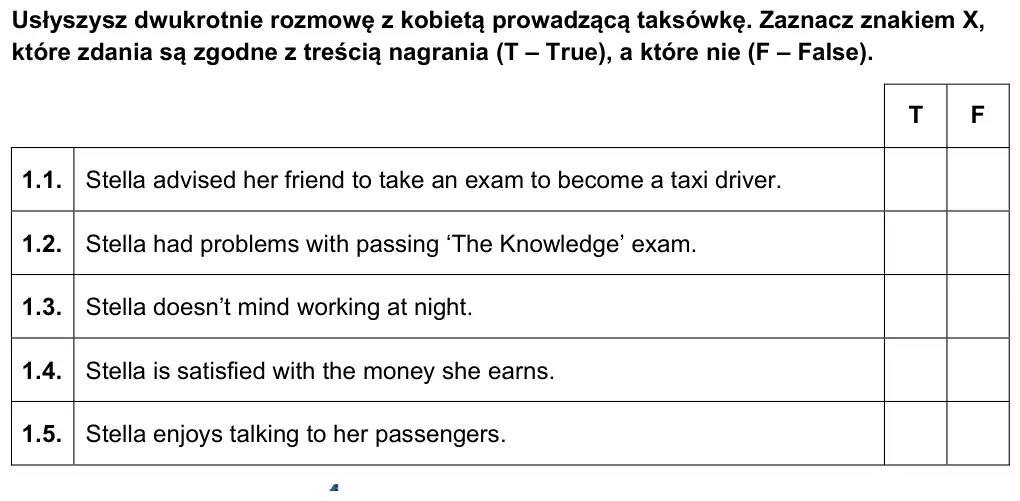 Usłyszysz dwukrotnie rozmowę z kobietą prowadzącą taksówkę. Zaznacz znakiem X,
które zdania są zgodne z treścią nagrania (T – True), a które nie (F – False).
T F
1.1. Stella advised her friend to take an exam to become a taxi driver.
1.2. Stella had problems with passing ‘The Knowledge’ exam.
1.3. Stella doesn’t mind working at night.
1.4. Stella is satisfied with the money she earns.
1.5. Stella enjoys talking to her passengers.